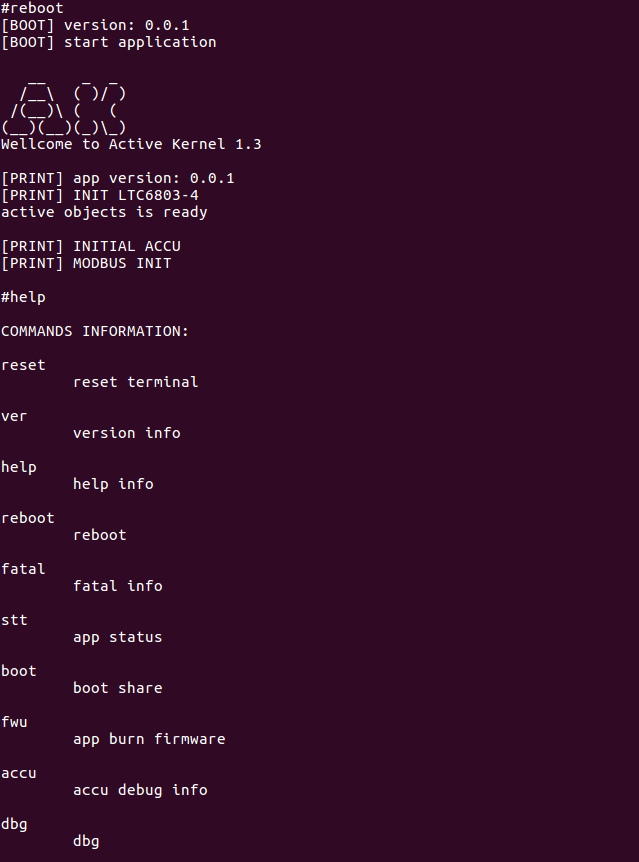 #reboot
[BOOT] version: 0.0.1
[BOOT] start application
   __    _  _
  /__\  ( )/ )
 /(__)\ (   (
(__)(__)(_)\_)
Wellcome to Active Kernel 1.3
[PRINT] app version: 0.0.1
[PRINT] INIT LTC6803-4
active objects is ready
[PRINT] INITIAL ACCU
[PRINT] MODBUS INIT
#help
COMMANDS INFORMATION:
reset
reset terminal
ver
version info
help
help info
reboot
reboot
fatal
fatal info
stt
app status
boot
boot share
fwu
app burn firmware
accu
accu debug info
dbg
dbg